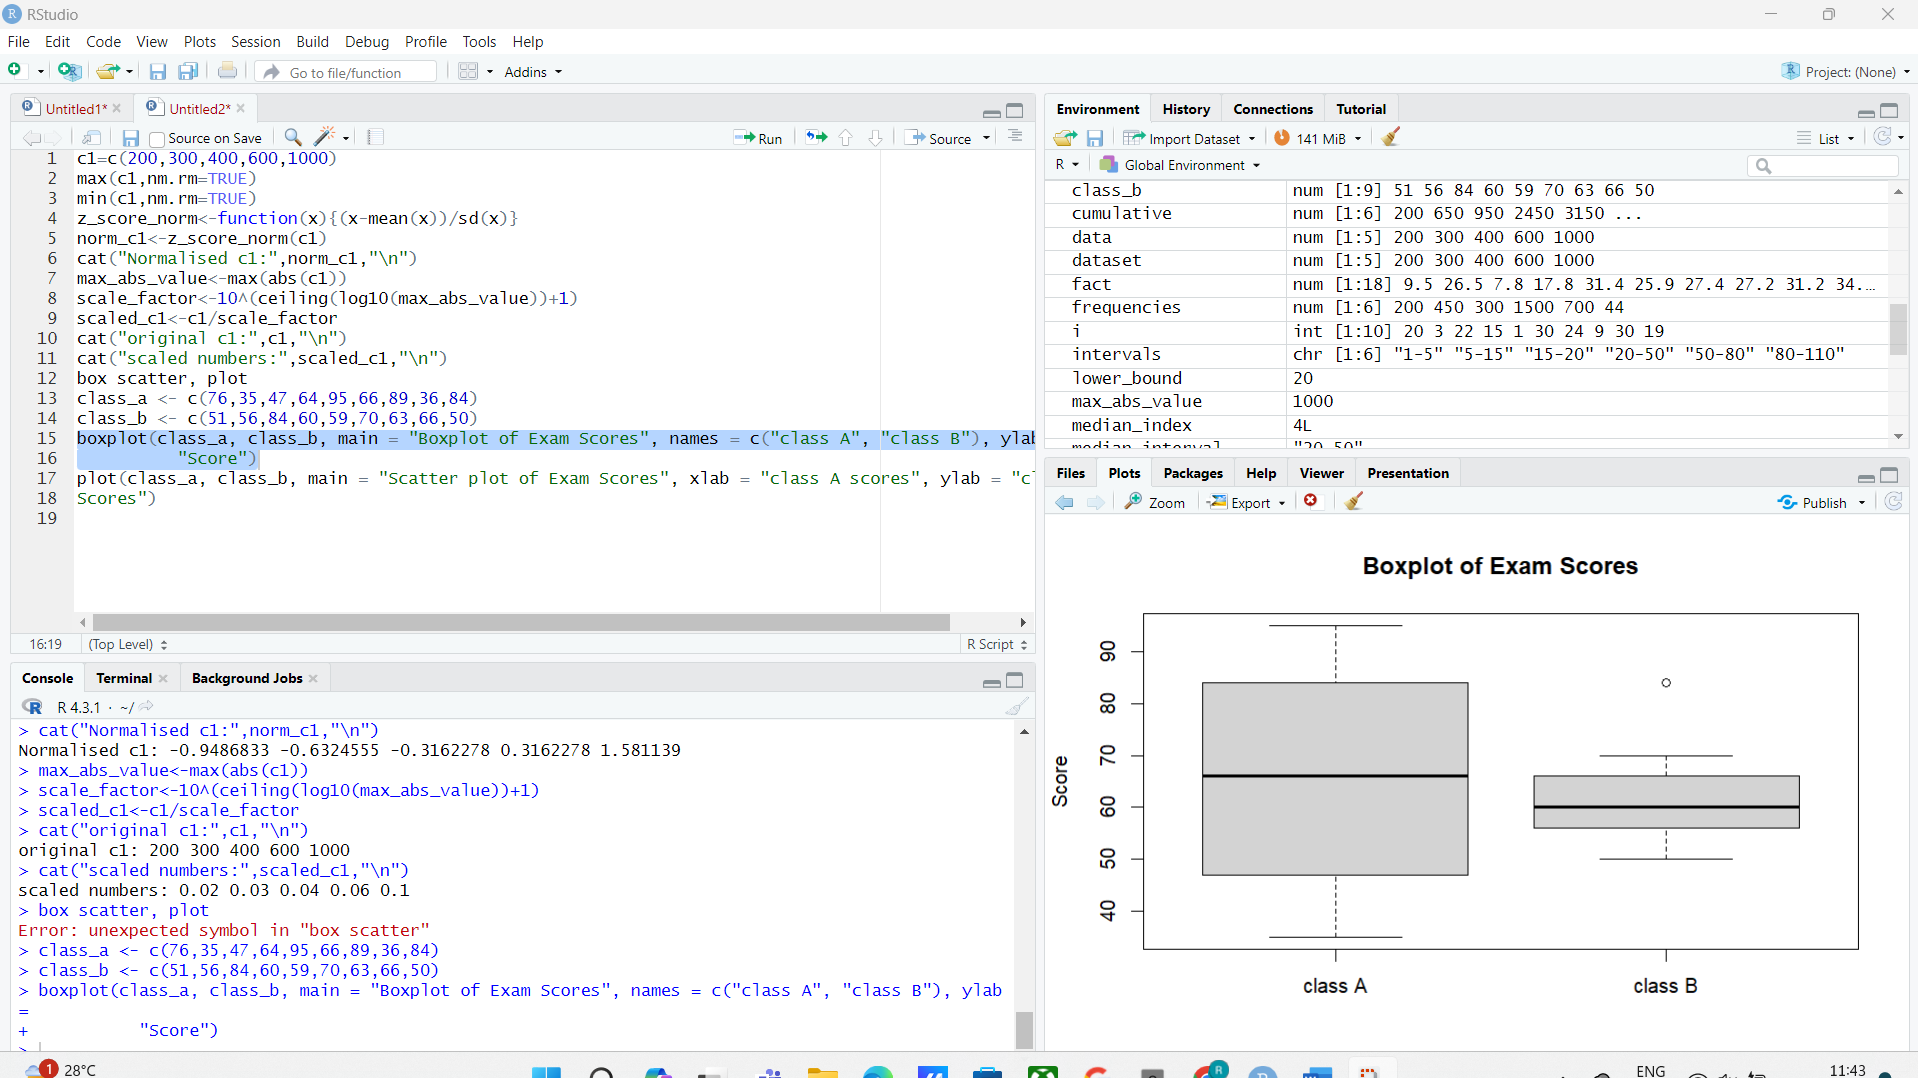 RStudio
File Edit Code View Plots Session Build Debug Profile Tools Help
Go to file/function Addins Project: (None)
Untitled1* Untitled2*
Source on Save Run Source
1 c1=c(200,300,400,600,1000)
2 max(c1,nm.rm=TRUE)
3 min(c1,nm.rm=TRUE)
4 z_score_norm<-function(x){(x-mean(x))/sd(x)}
5 norm_c1<-z_score_norm(c1)
6 cat("Normalised c1:",norm_c1,"\n")
7 max_abs_value<-max(abs(c1))
8 scale_factor<-10^(ceiling(log10(max_abs_value))+1)
9 scaled_c1<-c1/scale_factor
10 cat("original c1:",c1,"\n")
11 cat("scaled numbers:",scaled_c1,"\n")
12 box scatter, plot
13 class_a <- c(76,35,47,64,95,66,89,36,84)
14 class_b <- c(51,56,84,60,59,70,63,66,50)
15 boxplot(class_a, class_b, main = "Boxplot of Exam Scores", names = c("class A", "class B"), ylab
16 "Score")
17 plot(class_a, class_b, main = "Scatter plot of Exam Scores", xlab = "class A scores", ylab = "cl
18 Scores")
19
16:19 (Top Level) R Script
Console Terminal Background Jobs
R 4.3.1 · ~/
> cat("Normalised c1:",norm_c1,"\n")
Normalised c1: -0.9486833 -0.6324555 -0.3162278 0.3162278 1.581139
> max_abs_value<-max(abs(c1))
> scale_factor<-10^(ceiling(log10(max_abs_value))+1)
> scaled_c1<-c1/scale_factor
> cat("original c1:",c1,"\n")
original c1: 200 300 400 600 1000
> cat("scaled numbers:",scaled_c1,"\n")
scaled numbers: 0.02 0.03 0.04 0.06 0.1
> box scatter, plot
Error: unexpected symbol in "box scatter"
> class_a <- c(76,35,47,64,95,66,89,36,84)
> class_b <- c(51,56,84,60,59,70,63,66,50)
> boxplot(class_a, class_b, main = "Boxplot of Exam Scores", names = c("class A", "class B"), ylab
=
+ "Score")
>
Environment History Connections Tutorial
Import Dataset 141 MiB List
R Global Environment
class_b num [1:9] 51 56 84 60 59 70 63 66 50
cumulative num [1:6] 200 650 950 2450 3150 ...
data num [1:5] 200 300 400 600 1000
dataset num [1:5] 200 300 400 600 1000
fact num [1:18] 9.5 26.5 7.8 17.8 31.4 25.9 27.4 27.2 31.2 34....
frequencies num [1:6] 200 450 300 1500 700 44
i int [1:10] 20 3 22 15 1 30 24 9 30 19
intervals chr [1:6] "1-5" "5-15" "15-20" "20-50" "50-80" "80-110"
lower_bound 20
max_abs_value 1000
median_index 4L
median_interval "20-50"
Files Plots Packages Help Viewer Presentation
Zoom Export Publish
Boxplot of Exam Scores
Score
90
80
70
60
50
40
class A class B
1 28°C
ENG 11:43